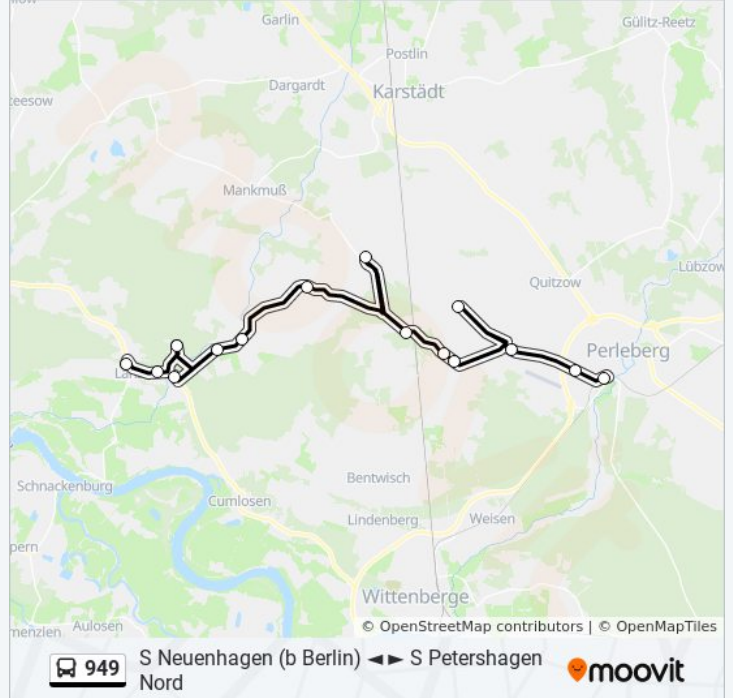 Garlin
Gülitz-Reetz
Postlin
Dargardt
Karstädt
Mankmuß
Lübzow
Quitzow
Perleberg
Schnackenburg
Bentwisch
Cumlosen
Lindenberg
Weisen
Wittenberge
Aulosen
© OpenStreetMap contributors | © OpenMapTiles
949
S Neuenhagen (b Berlin) ◄► S Petershagen
Nord
moovit